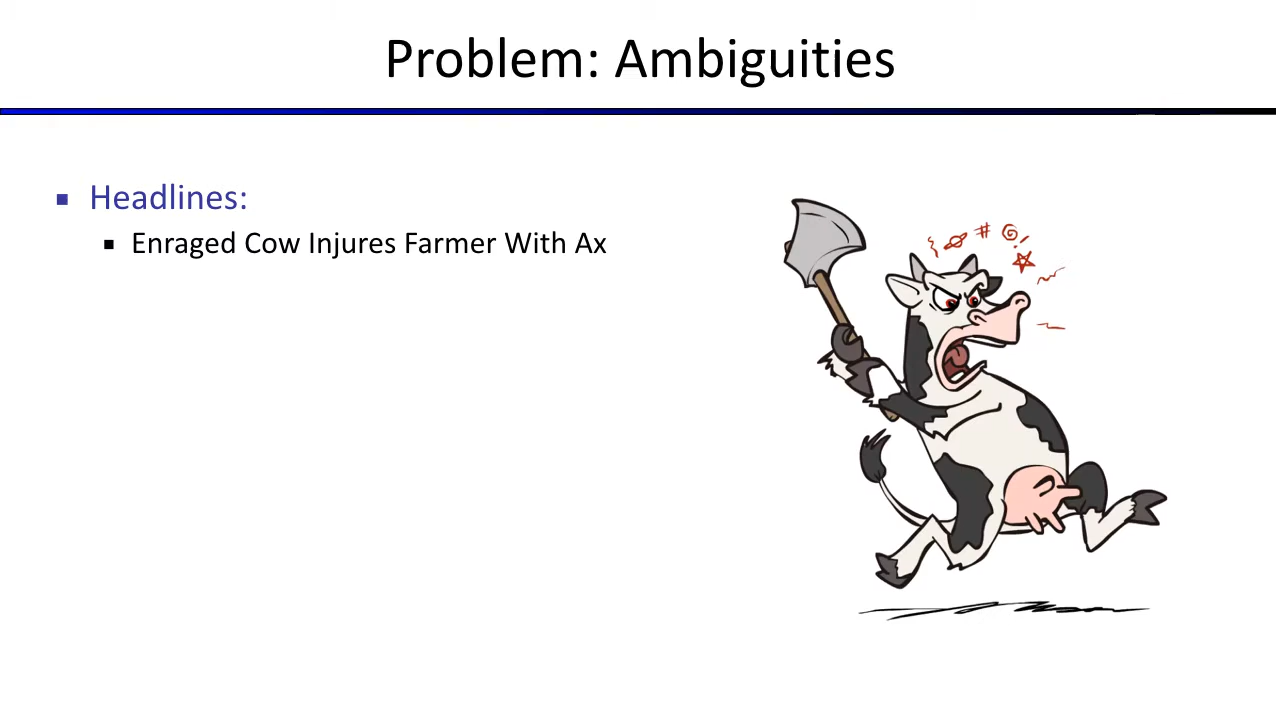 Problem: Ambiguities
Headlines:
Enraged Cow Injures Farmer With Ax